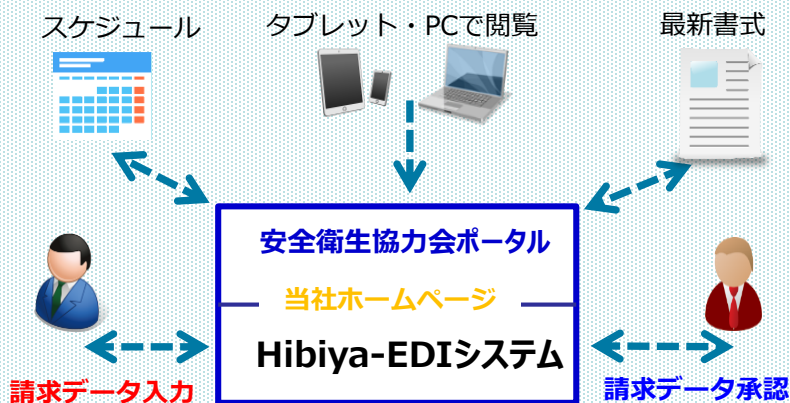 スケジュール
タブレット・PCで閲覧
最新書式
安全衛生協力会ポータル
当社ホームページ
Hibiya-EDIシステム
請求データ入力
請求データ承認